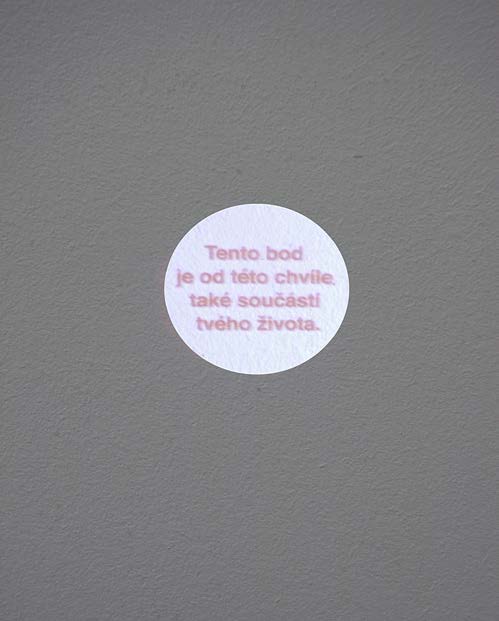 Tento bod
je od této chvíle
také součástí
tvého života.